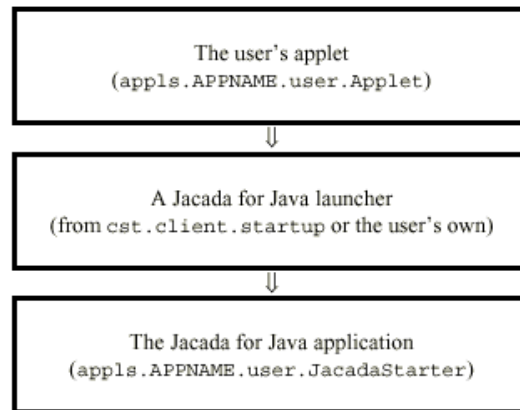 The user's applet
(appls.APPNAME.user.Applet)
A Jacada for Java launcher
(from cst.client.startup or the user's own)
The Jacada for Java application
(appls.APPNAME.user.JacadaStarter)